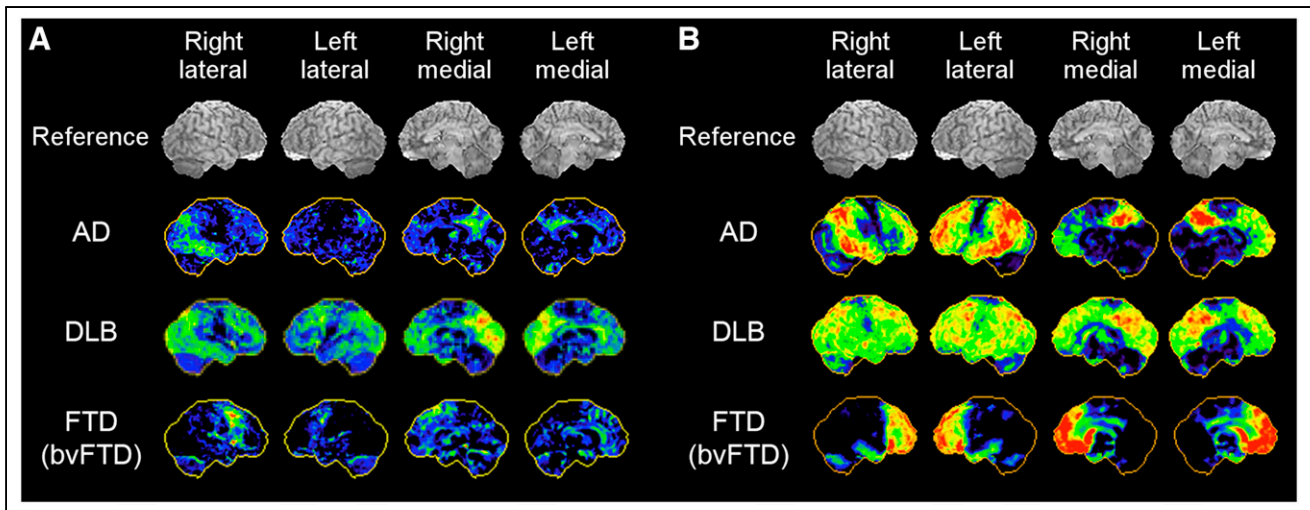 A
Right lateral
Left lateral
Right medial
Left medial
Reference
AD
DLB
FTD
(bvFTD)
B
Right lateral
Left lateral
Right medial
Left medial
Reference
AD
DLB
FTD
(bvFTD)